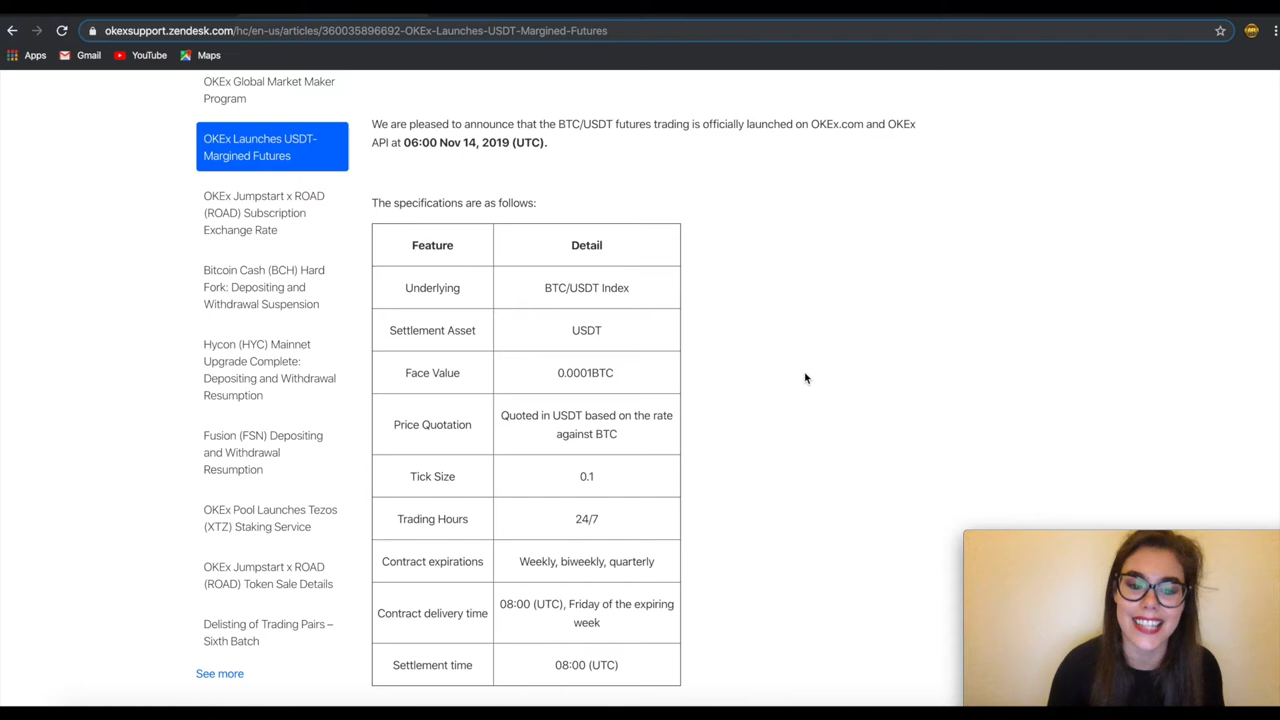 okexsupport.zendesk.com/hc/en-us/articles/360035896692-OKEx-Launches-USDT-Margined-Futures
Apps Gmail YouTube Maps
OKEx Global Market Maker
Program
OKEx Launches USDT-
Margined Futures
OKEx Jumpstart x ROAD
(ROAD) Subscription
Exchange Rate
Bitcoin Cash (BCH) Hard
Fork: Depositing and
Withdrawal Suspension
Hycon (HYC) Mainnet
Upgrade Complete:
Depositing and Withdrawal
Resumption
Fusion (FSN) Depositing
and Withdrawal
Resumption
OKEx Pool Launches Tezos
(XTZ) Staking Service
OKEx Jumpstart x ROAD
(ROAD) Token Sale Details
Delisting of Trading Pairs –
Sixth Batch
See more
We are pleased to announce that the BTC/USDT futures trading is officially launched on OKEx.com and OKEx
API at 06:00 Nov 14, 2019 (UTC).
The specifications are as follows:
Feature Detail
Underlying BTC/USDT Index
Settlement Asset USDT
Face Value 0.0001BTC
Price Quotation Quoted in USDT based on the rate
against BTC
Tick Size 0.1
Trading Hours 24/7
Contract expirations Weekly, biweekly, quarterly
Contract delivery time 08:00 (UTC), Friday of the expiring
week
Settlement time 08:00 (UTC)